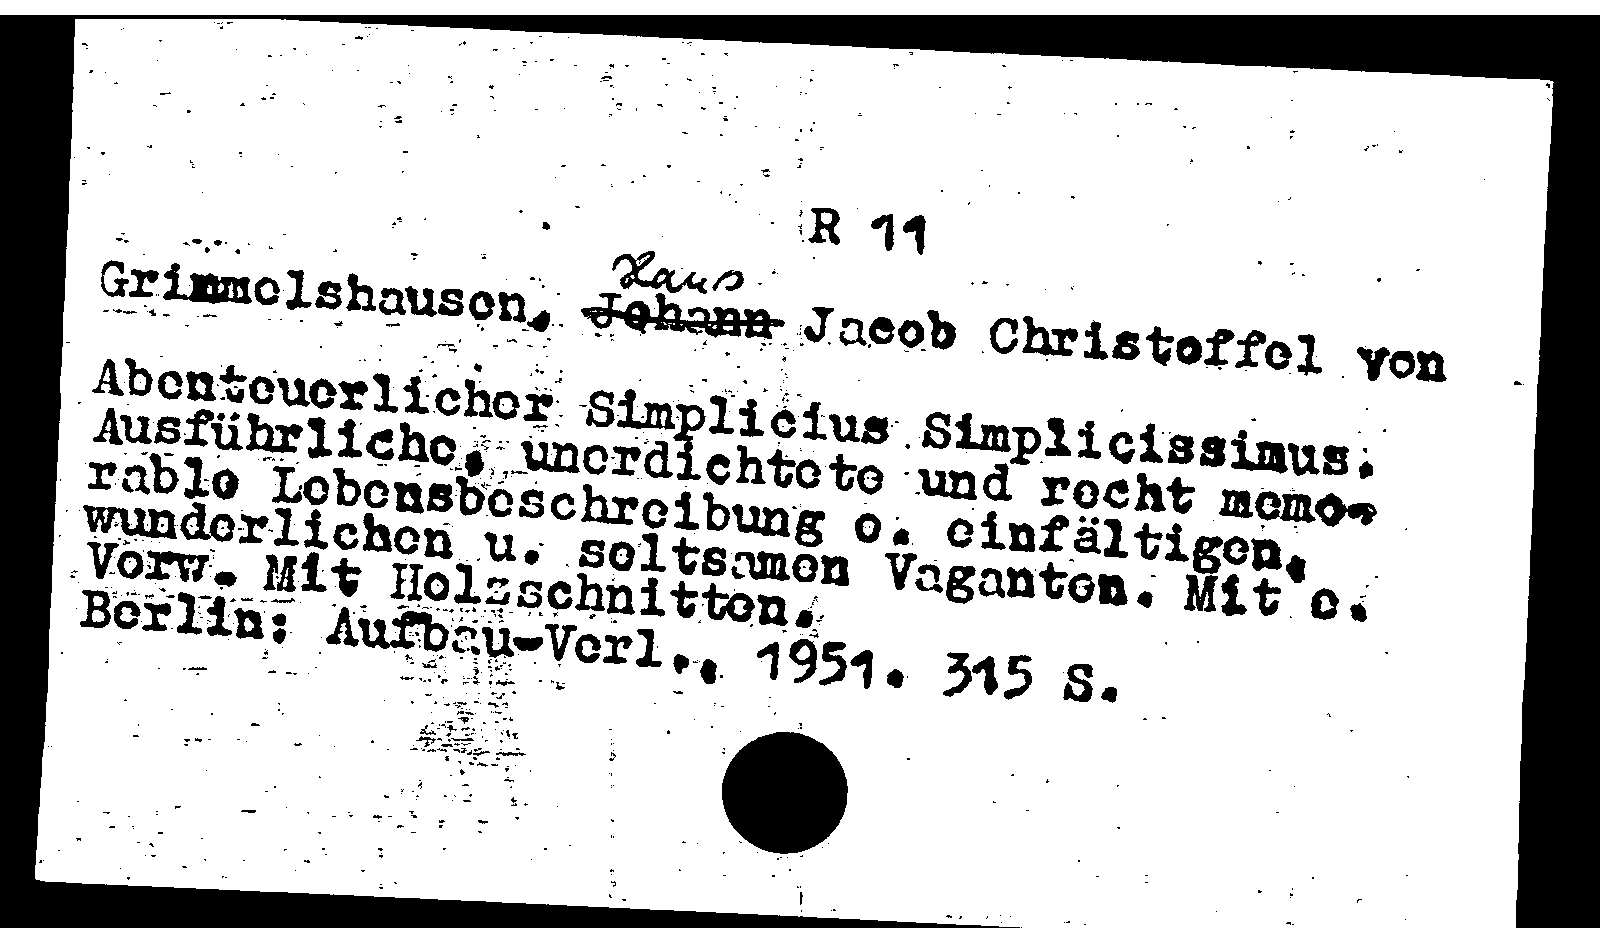 R 11
Hans
Grimmelshausen, Johann Jacob Christoffel von
Abenteuerlicher Simplicius Simplicissimus.
Ausführliche, unerdichtete und recht memo-
rable Lebensbeschreibung e. einfältigen,
wunderlichen u. seltsamen Vaganten. Mit e.
Vorw. Mit Holzschnitten.
Berlin: Aufbau-Verl., 1951. 315 S.